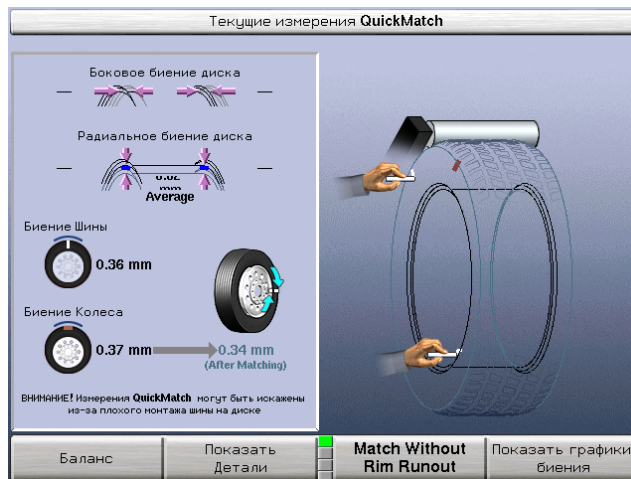 Текущие измерения QuickMatch
Боковое биение диска
Радиальное биение диска
mm
Average
Биение Шины
0.36 mm
Биение Колеса
0.37 mm
0.34 mm
(After Matching)
ВНИМАНИЕ! Измерения QuickMatch могут быть искажены
из-за плохого монтажа шины на диске
Баланс
Показать
Детали
Match Without
Rim Runout
Показать графики
биения